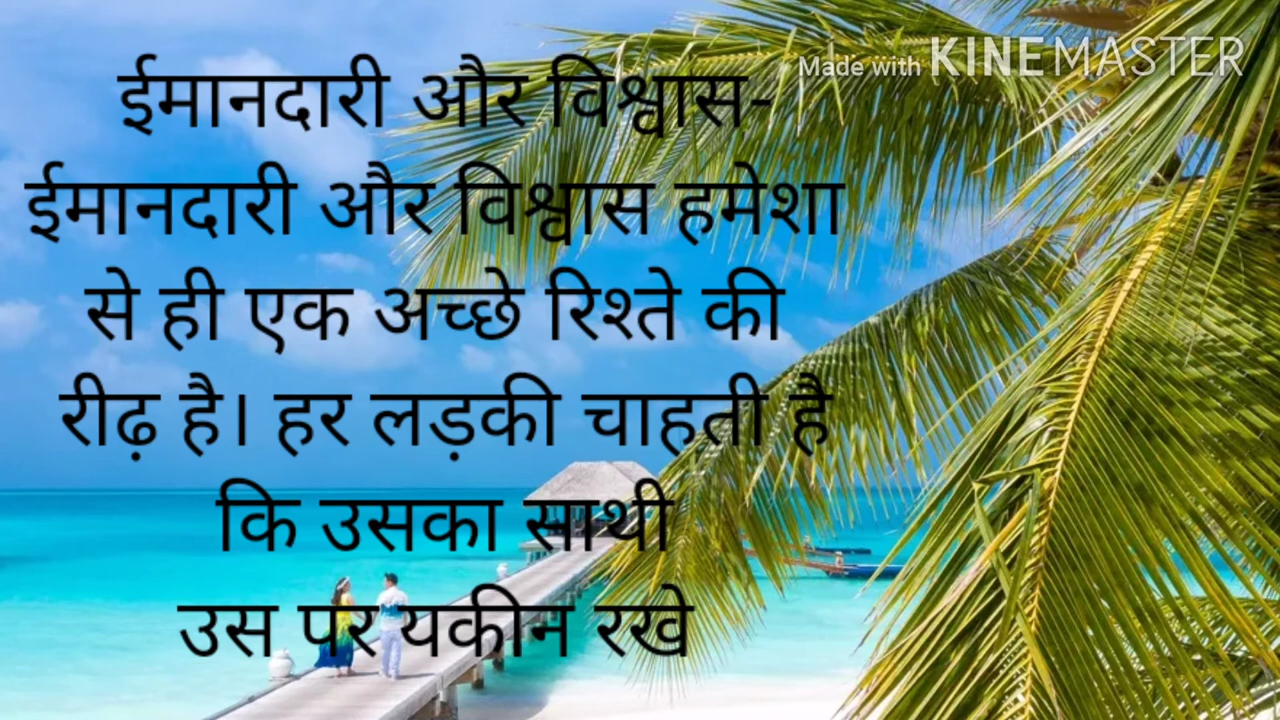 Made with KINEMASTER
ईमानदारी और विश्वास-
ईमानदारी और विश्वास हमेशा
से ही एक अच्छे रिश्ते की
रीढ़ है। हर लड़की चाहती है
कि उसका साथी
उस पर यकीन रखे